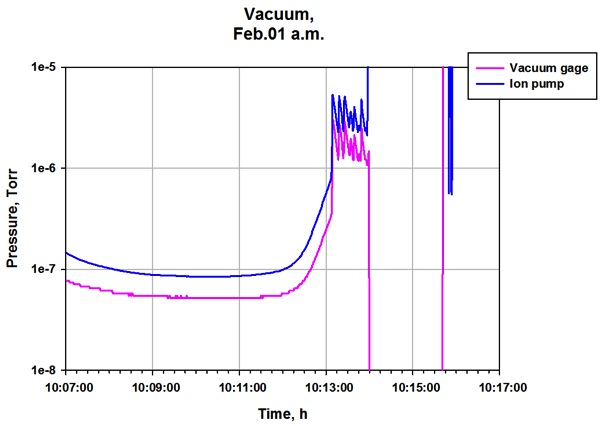 Vacuum,
Feb.01 a.m.
Vacuum gage
Ion pump
1e-5
1e-6
1e-7
1e-8
Pressure, Torr
10:07:00 10:09:00 10:11:00 10:13:00 10:15:00 10:17:00
Time, h